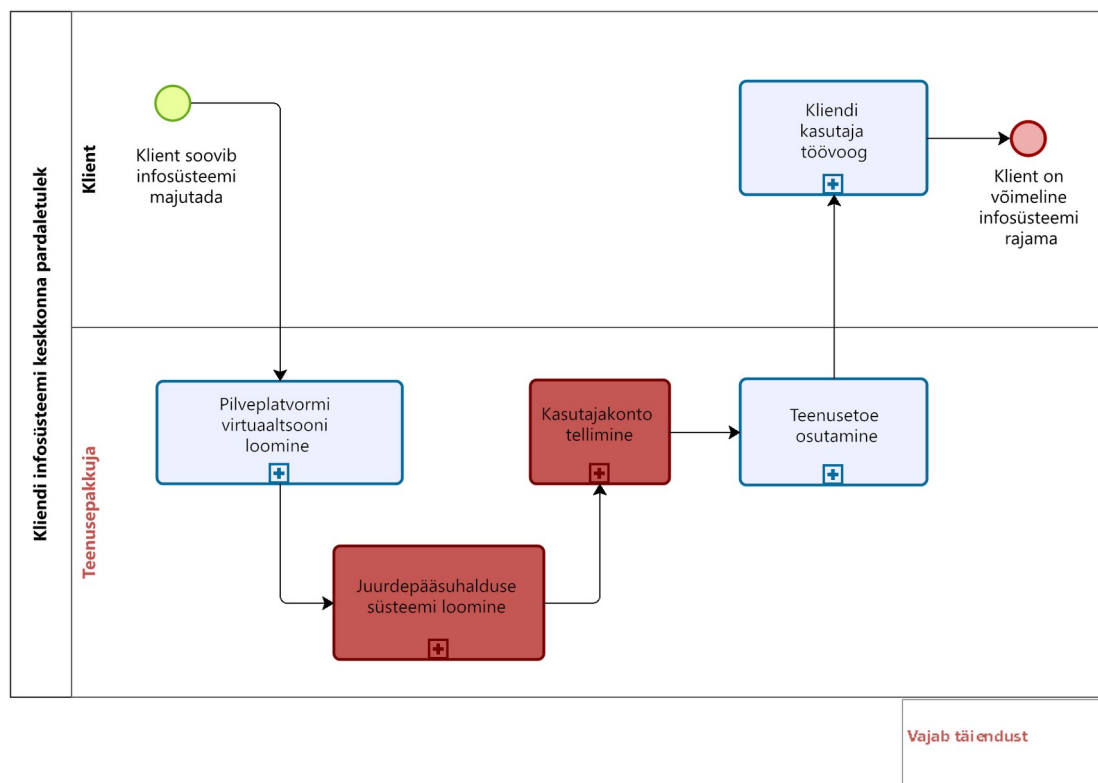 Kliendi infosüsteemi keskkonna pardaletulek
Klient
Klient soovib
infosüsteemi
majutada
Kliendi
kasutaja
töövoog
Klient on
võimeline
infosüsteemi
rajama
Teenusepakkuja
Pilveplatvormi
virtuaaltsooni
loomine
Juurdepääsuhalduse
süsteemi loomine
Kasutajakonto
tellimine
Teenusetoe
osutamine
Vajab täiendust